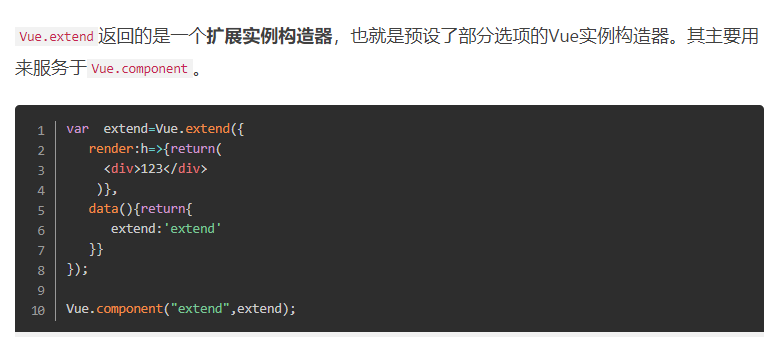 Vue.extend返回的是一个扩展实例构造器，也就是预设了部分选项的Vue实例构造器。其主要用
来服务于Vue.component。
1 var  extend=Vue.extend({
2    render:h=>{return(
3      <div>123</div>
4     )},
5    data(){return{
6       extend:'extend'
7    }}
8 });
9
10 Vue.component("extend",extend);